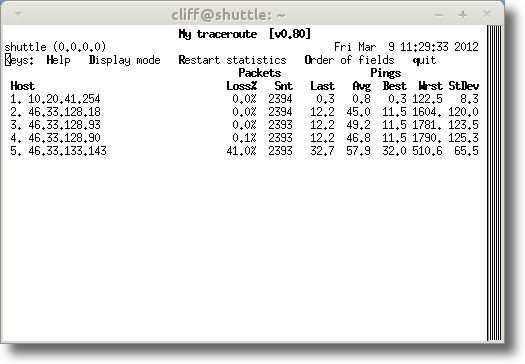 cliff@shuttle: ~
My traceroute  [v0.80]
shuttle (0.0.0.0)                                      Fri Mar  9 11:29:33 2012
Keys:  Help   Display mode   Restart statistics   Order of fields   quit
                                       Packets               Pings
 Host                                Loss%   Snt   Last   Avg  Best  Wrst StDev
 1. 10.20.41.254                      0.0%  2394    0.3   0.8   0.3 122.5   8.3
 2. 46.33.128.18                      0.0%  2394   12.2  45.0  11.5 1604. 120.0
 3. 46.33.128.93                      0.0%  2393   12.2  49.2  11.5 1781. 123.5
 4. 46.33.128.90                      0.1%  2393   12.2  46.8  11.5 1790. 125.3
 5. 46.33.133.143                    41.0%  2393   32.7  57.9  32.0 510.6  65.5